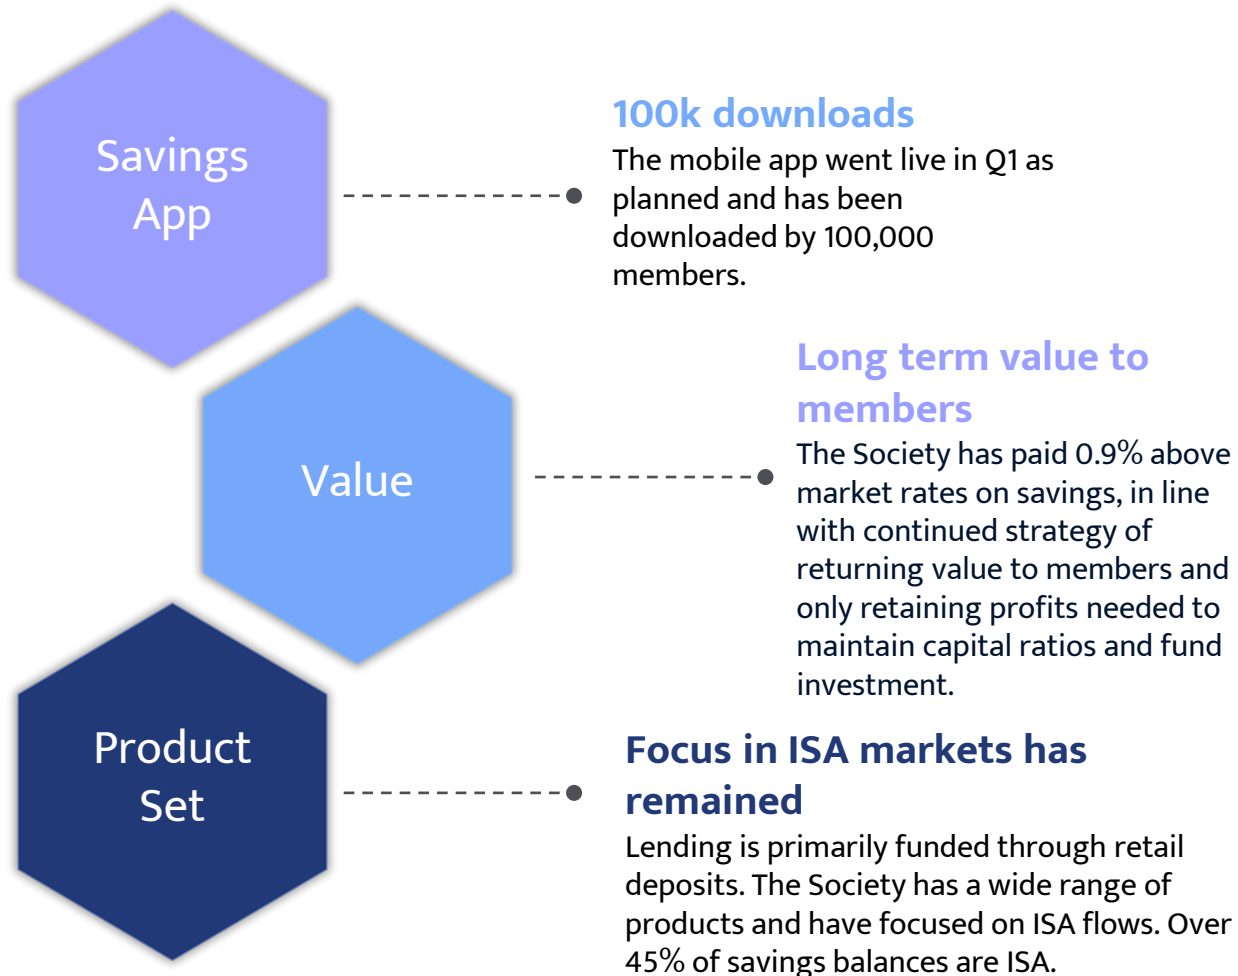 Savings
App
100k downloads
The mobile app went live in Q1 as
planned and has been
downloaded by 100,000
members.
Value
Long term value to
members
The Society has paid 0.9% above
market rates on savings, in line
with continued strategy of
returning value to members and
only retaining profits needed to
maintain capital ratios and fund
investment.
Product
Set
Focus in ISA markets has
remained
Lending is primarily funded through retail
deposits. The Society has a wide range of
products and have focused on ISA flows. Over
45% of savings balances are ISA.